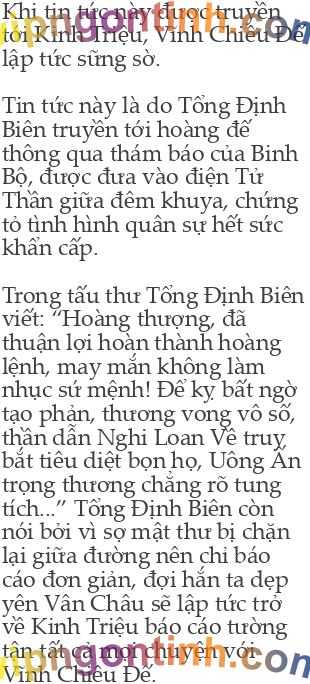 Khi tin tức này được truyền
tới Kinh Triệu, Vĩnh Chiêu Đế
lập tức sững sờ.
Tin tức này là do Tổng Định
Biên truyền tới hoàng đế
thông qua thám báo của Binh
Bộ, được đưa vào điện Tử
Thần giữa đêm khuya, chứng
tỏ tình hình quân sự hết sức
khẩn cấp.
Trong tấu thư Tổng Định Biên
viết: “Hoàng thượng, đã
thuận lợi hoàn thành hoàng
lệnh, may mắn không làm
nhục sứ mệnh! Để kỵ bất ngờ
tạo phản, thương vong vô số,
thần dẫn Nghi Loan Vệ truy
bắt tiêu diệt bọn họ, Uông Ấn
trọng thương chẳng rõ tung
tích...” Tổng Định Biên còn
nói bởi vì sợ mật thư bị chặn
lại giữa đường nên chỉ báo
cáo đơn giản, đợi hắn ta dẹp
yên Vân Châu sẽ lập tức trở
về Kinh Triệu báo cáo tường
tận tất cả mọi chuyện với
Vĩnh Chiêu Đế.
vipngontinh.com
vipngontinh.com